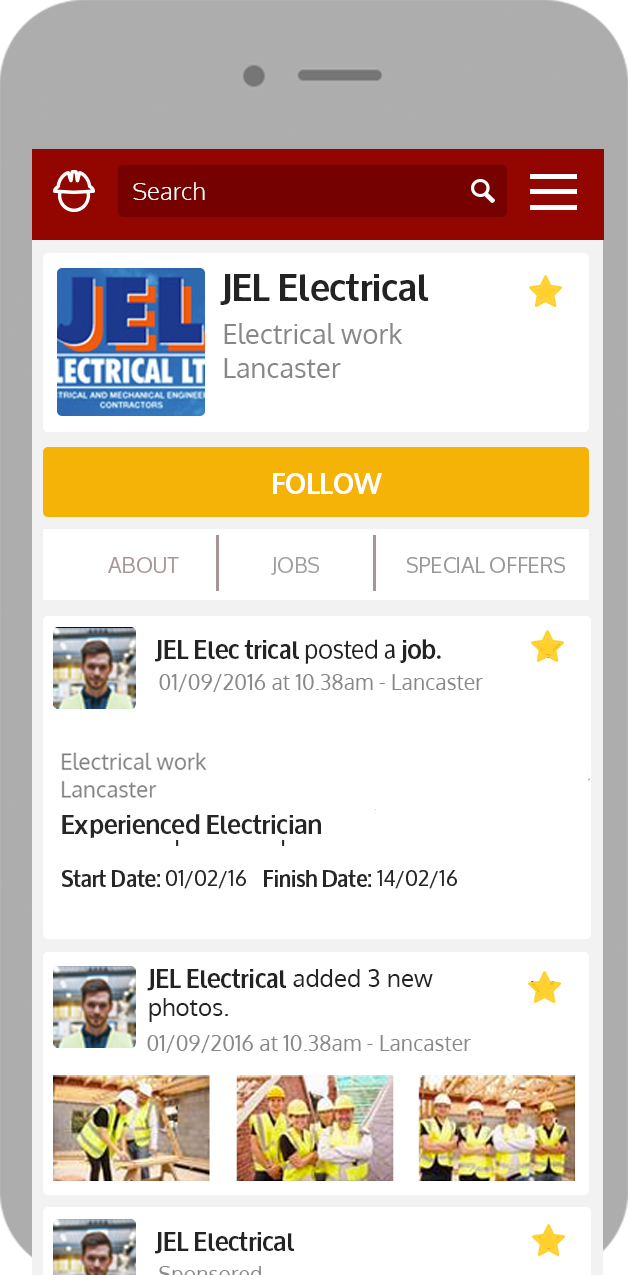 Search
JEL
LECTRICAL LT
TRICAL AND MECHANICAL ENGINEE
CONTRACTORS
JEL Electrical
Electrical work
Lancaster
FOLLOW
ABOUT
JOBS
SPECIAL OFFERS
JEL Elec trical posted a job.
01/09/2016 at 10.38am - Lancaster
Electrical work
Lancaster
Experienced Electrician
Start Date: 01/02/16 Finish Date: 14/02/16
JEL Electrical added 3 new
photos.
01/09/2016 at 10.38am - Lancaster
JEL Electrical
Sponsored